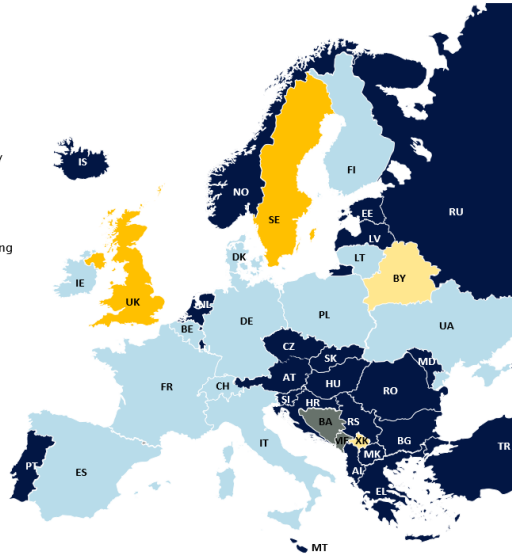 IS
y
FI
NO
SE
RU
EE
LV
ng
DK
LT
BY
IE
UK
NL
BE
DE
PL
UA
CZ
SK
MD
FR
CH
AT
HU
RO
SI
HR
BA
RS
IT
ME
XK
BG
MK
TR
PT
ES
AL
EL
MT